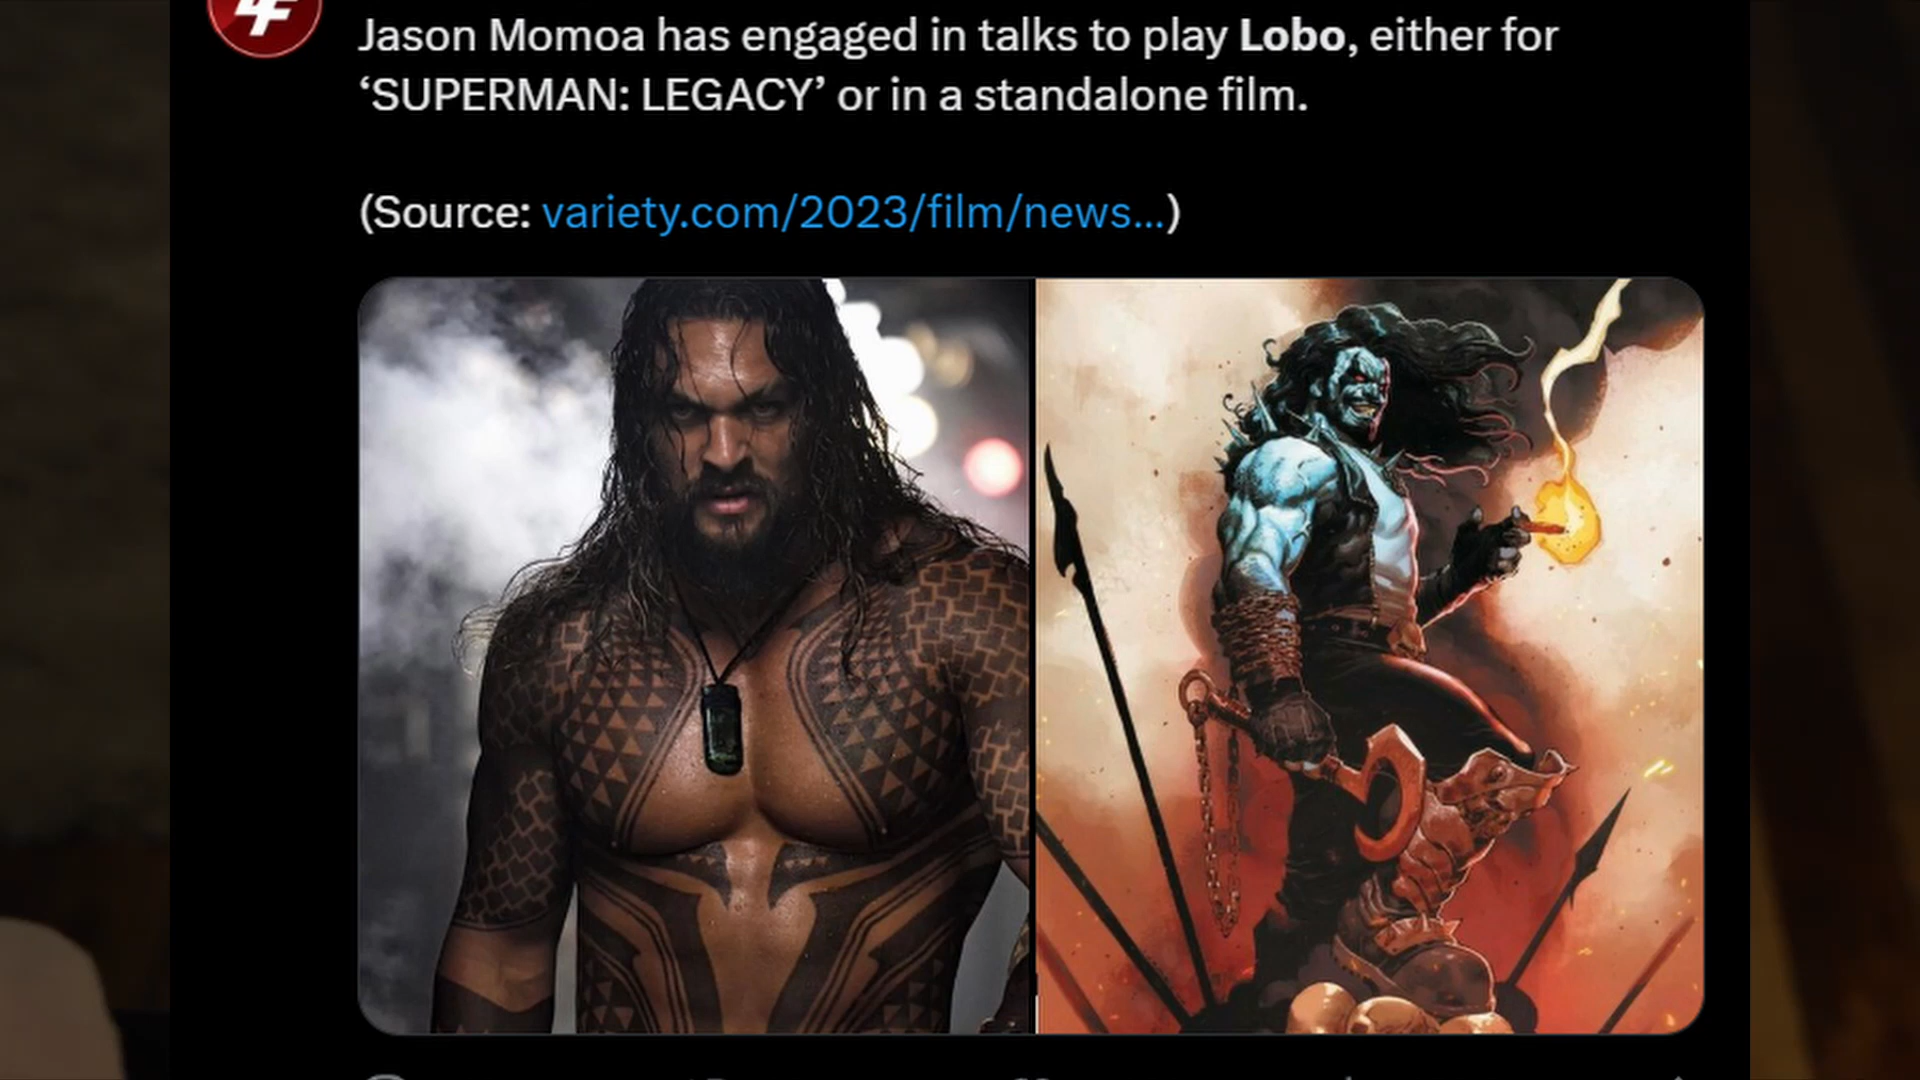 Jason Momoa has engaged in talks to play Lobo, either for
‘SUPERMAN: LEGACY’ or in a standalone film.
(Source: variety.com/2023/film/news...)